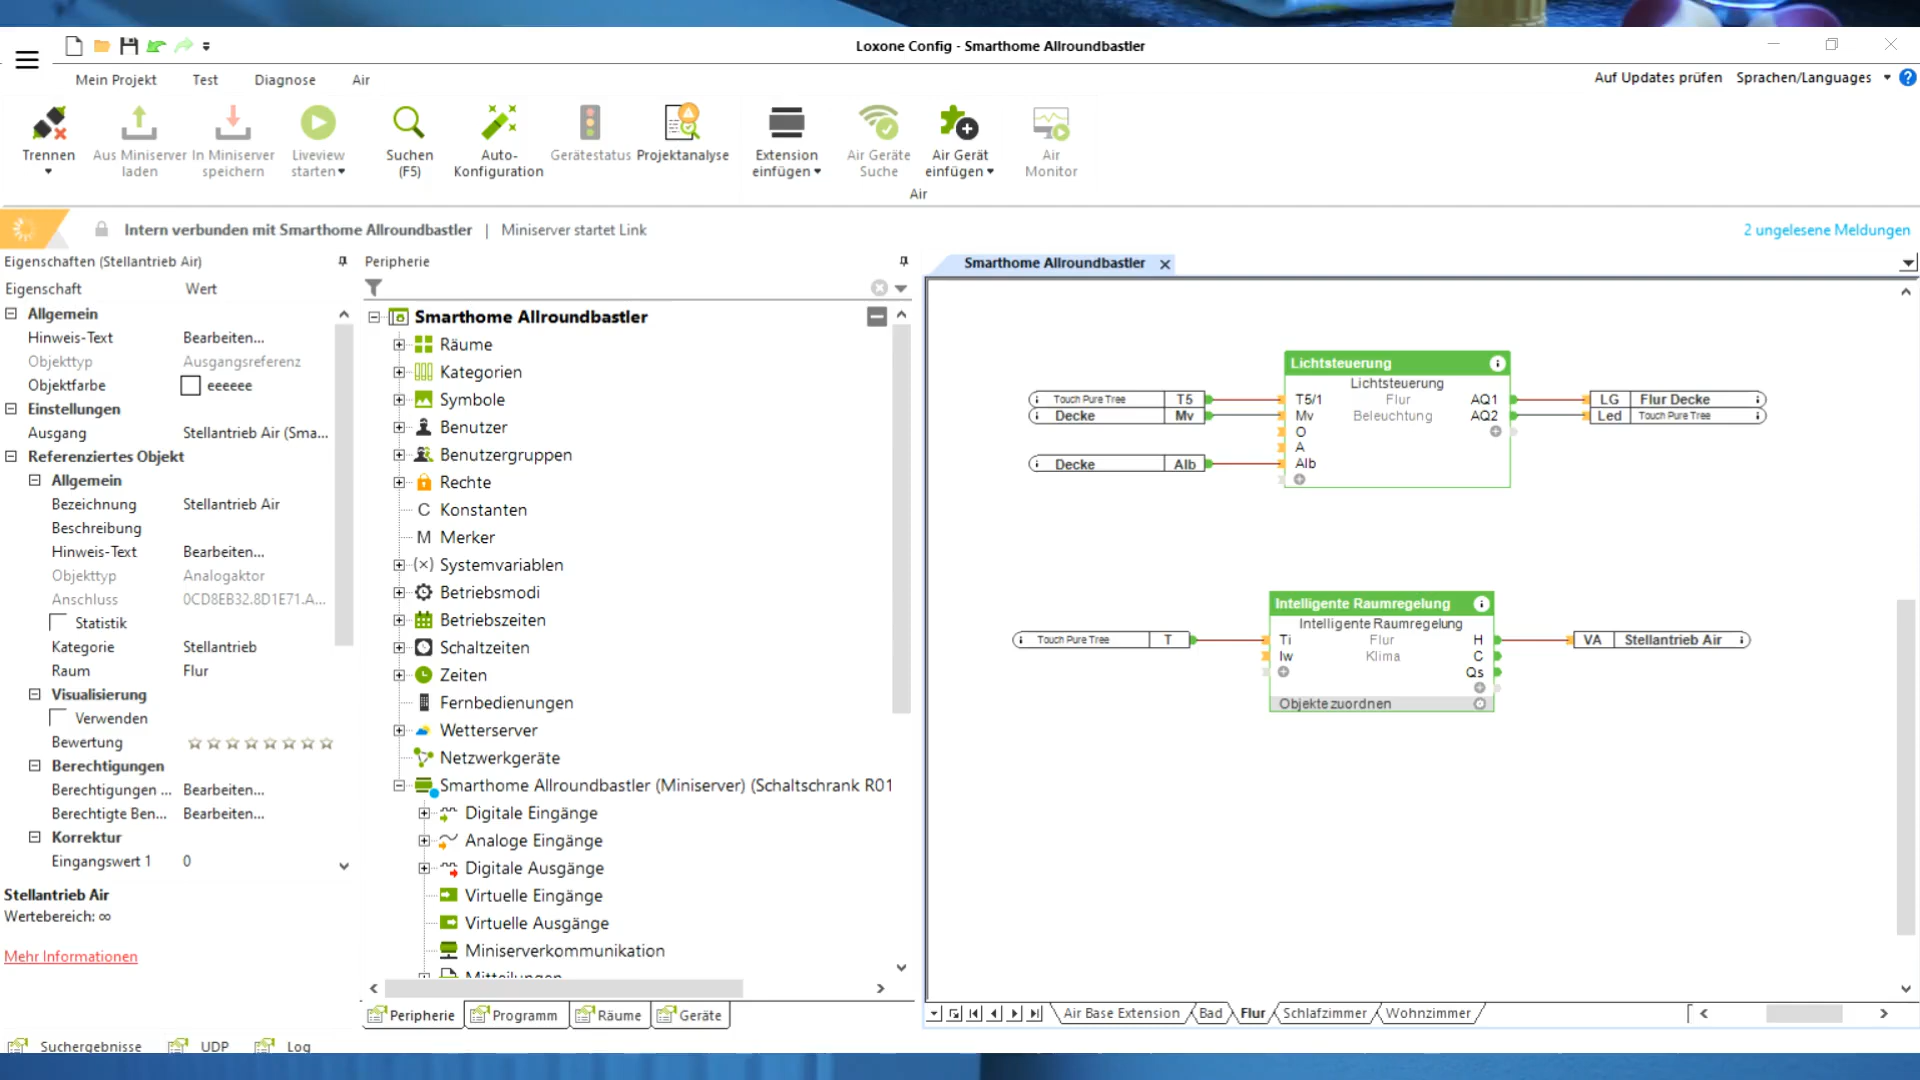 Loxone Config - Smarthome Allroundbastler
Mein Projekt Test Diagnose Air
Auf Updates prüfen Sprachen/Languages
Trennen
Aus Miniserver laden
In Miniserver speichern
Liveview starten
Suchen (F5)
Auto-Konfiguration
Gerätestatus
Projektanalyse
Extension einfügen
Air Geräte Suche
Air Gerät einfügen
Air Monitor
Air
Intern verbunden mit Smarthome Allroundbastler | Miniserver startet Link
2 ungelesene Meldungen
Eigenschaften (Stellantrieb Air)
Eigenschaft Wert
Allgemein
Hinweis-Text Bearbeiten...
Objekttyp Ausgangsreferenz
Objektfarbe eeeeee
Einstellungen
Ausgang Stellantrieb Air (Sma...
Referenziertes Objekt
Allgemein
Bezeichnung Stellantrieb Air
Beschreibung
Hinweis-Text Bearbeiten...
Objekttyp Analogaktor
Anschluss 0CD8EB32.8D1E71.A...
Statistik
Kategorie Stellantrieb
Raum Flur
Visualisierung
Verwenden
Bewertung
Berechtigungen
Berechtigungen ... Bearbeiten...
Berechtigte Ben... Bearbeiten...
Korrektur
Eingangswert 1 0
Stellantrieb Air
Wertebereich: ∞
Mehr Informationen
Peripherie
Smarthome Allroundbastler
Räume
Kategorien
Symbole
Benutzer
Benutzergruppen
Rechte
C Konstanten
M Merker
(×) Systemvariablen
Betriebsmodi
Betriebszeiten
Schaltzeiten
Zeiten
Fernbedienungen
Wetterserver
Netzwerkgeräte
Smarthome Allroundbastler (Miniserver) (Schaltschrank R01
Digitale Eingänge
Analoge Eingänge
Digitale Ausgänge
Virtuelle Eingänge
Virtuelle Ausgänge
Miniserverkommunikation
Mitteilungen
Peripherie Programm Räume Geräte
Smarthome Allroundbastler
Lichtsteuerung
Lichtsteuerung
Touch Pure Tree T5 T5/1 Flur AQ1 LG Flur Decke
Decke Mv Mv Beleuchtung AQ2 Led Touch Pure Tree
O
A
Decke Alb Alb
Intelligente Raumregelung
Intelligente Raumregelung
Touch Pure Tree T Ti Flur H VA Stellantrieb Air
Iw Klima C
Qs
Objekte zuordnen
Air Base Extension Bad Flur Schlafzimmer Wohnzimmer
Suchergebnisse UDP Log